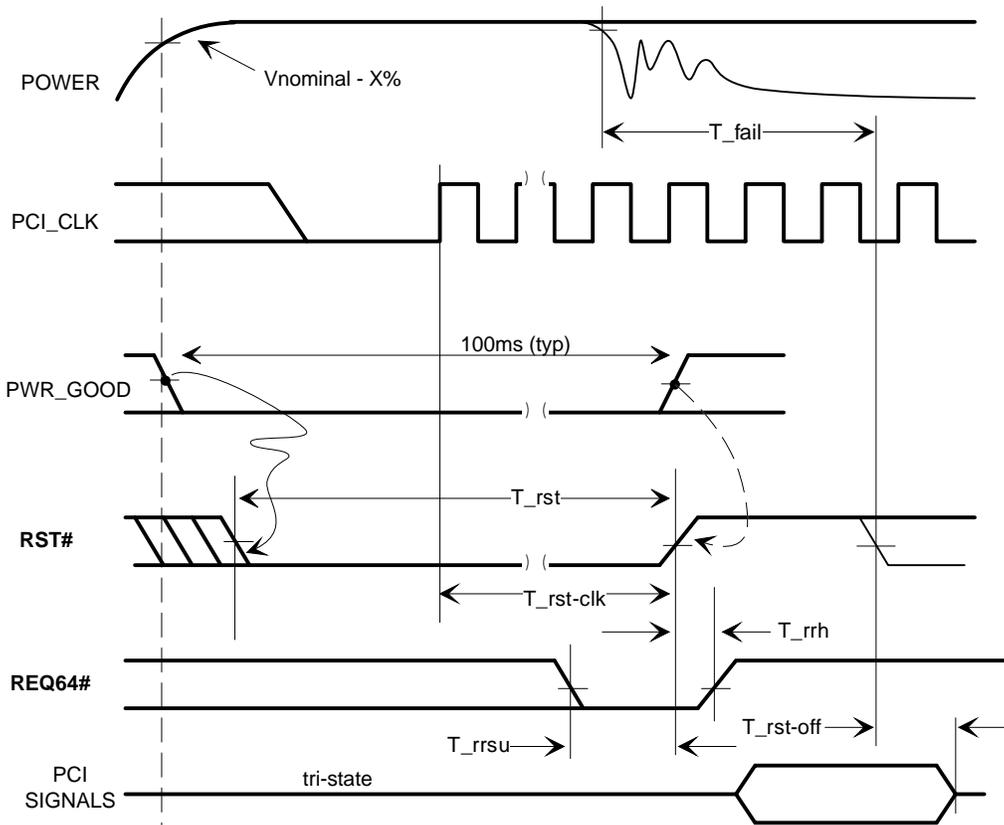 POWER
Vnominal - X%
T_fail
PCI_CLK
100ms (typ)
PWR_GOOD
T_rst
RST#
T_rst-clk
T_rrh
REQ64#
T_rrsu
T_rst-off
PCI
SIGNALS
tri-state